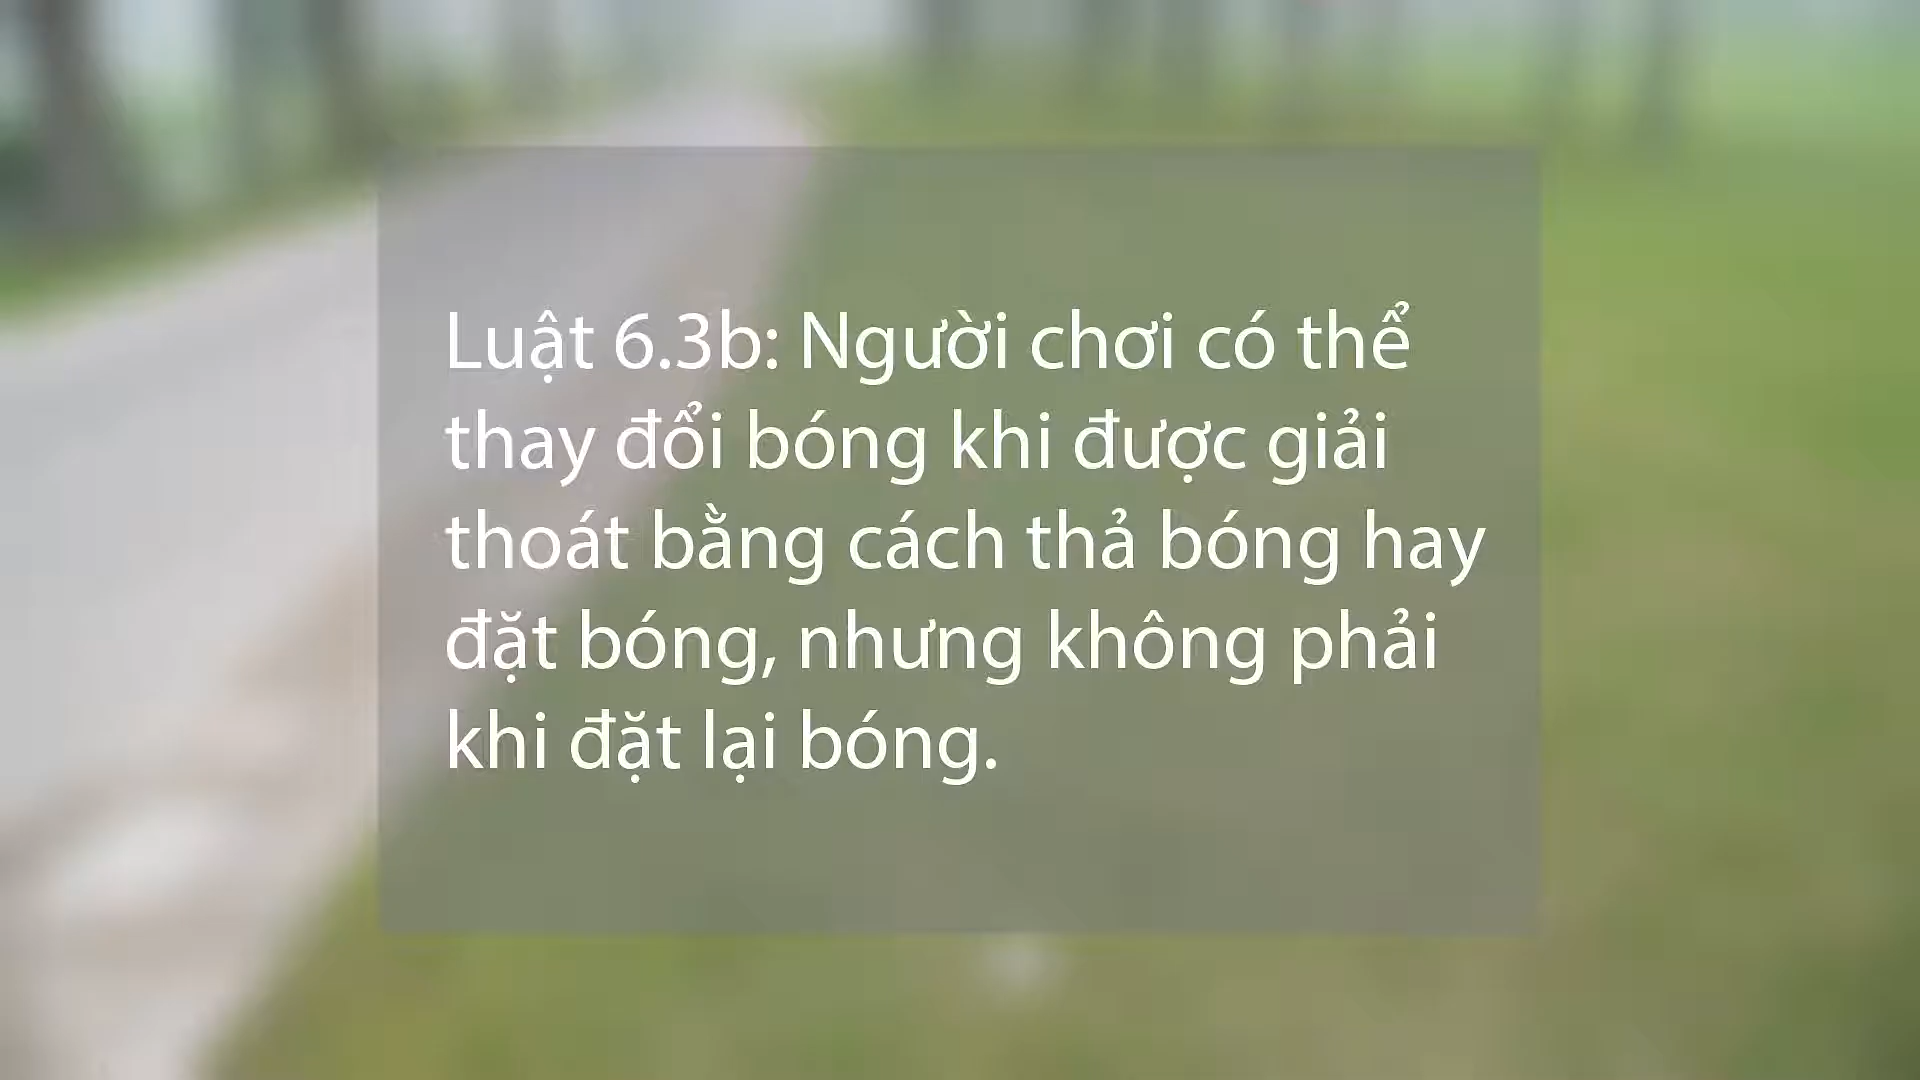 Luật 6.3b: Người chơi có thể
thay đổi bóng khi được giải
thoát bằng cách thả bóng hay
đặt bóng, nhưng không phải
khi đặt lại bóng.